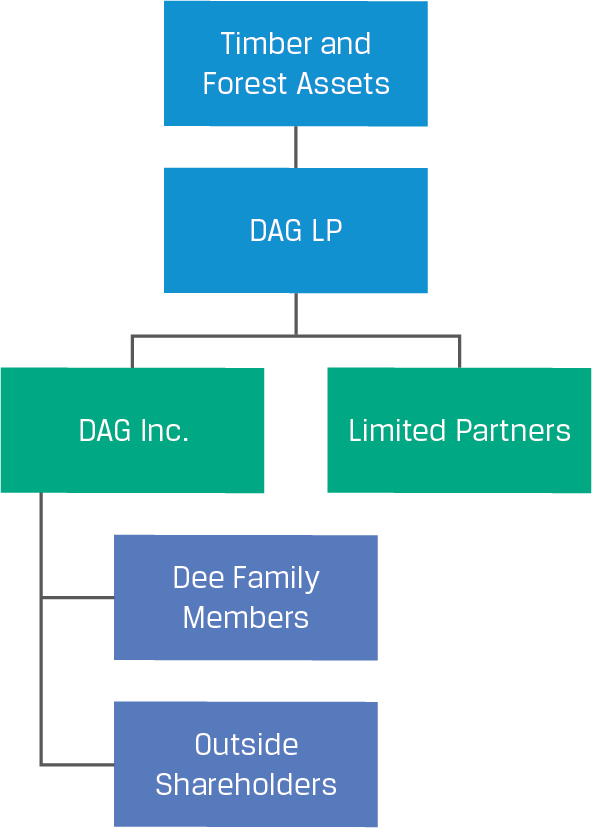 Timber and
Forest Assets
DAG LP
DAG Inc.
Limited Partners
Dee Family
Members
Outside
Shareholders